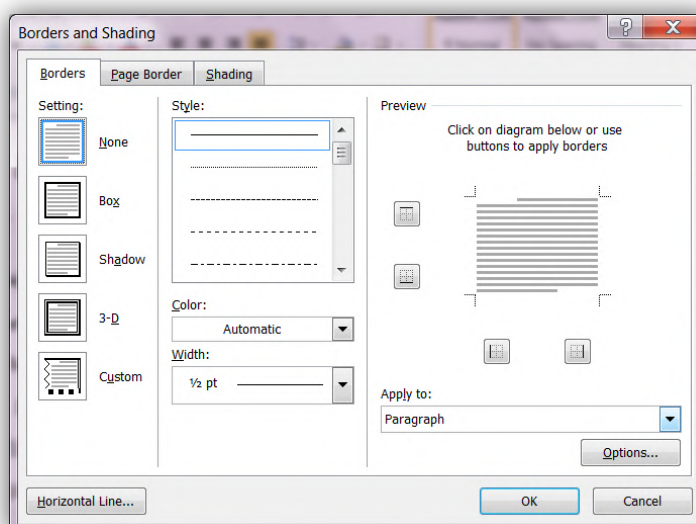 Borders and Shading
Borders
Page Border
Shading
Setting:
None
Box
Shadow
3-D
Custom
Style:
Color:
Automatic
Width:
½ pt
Preview
Click on diagram below or use
buttons to apply borders
Apply to:
Paragraph
Options...
Horizontal Line...
OK
Cancel